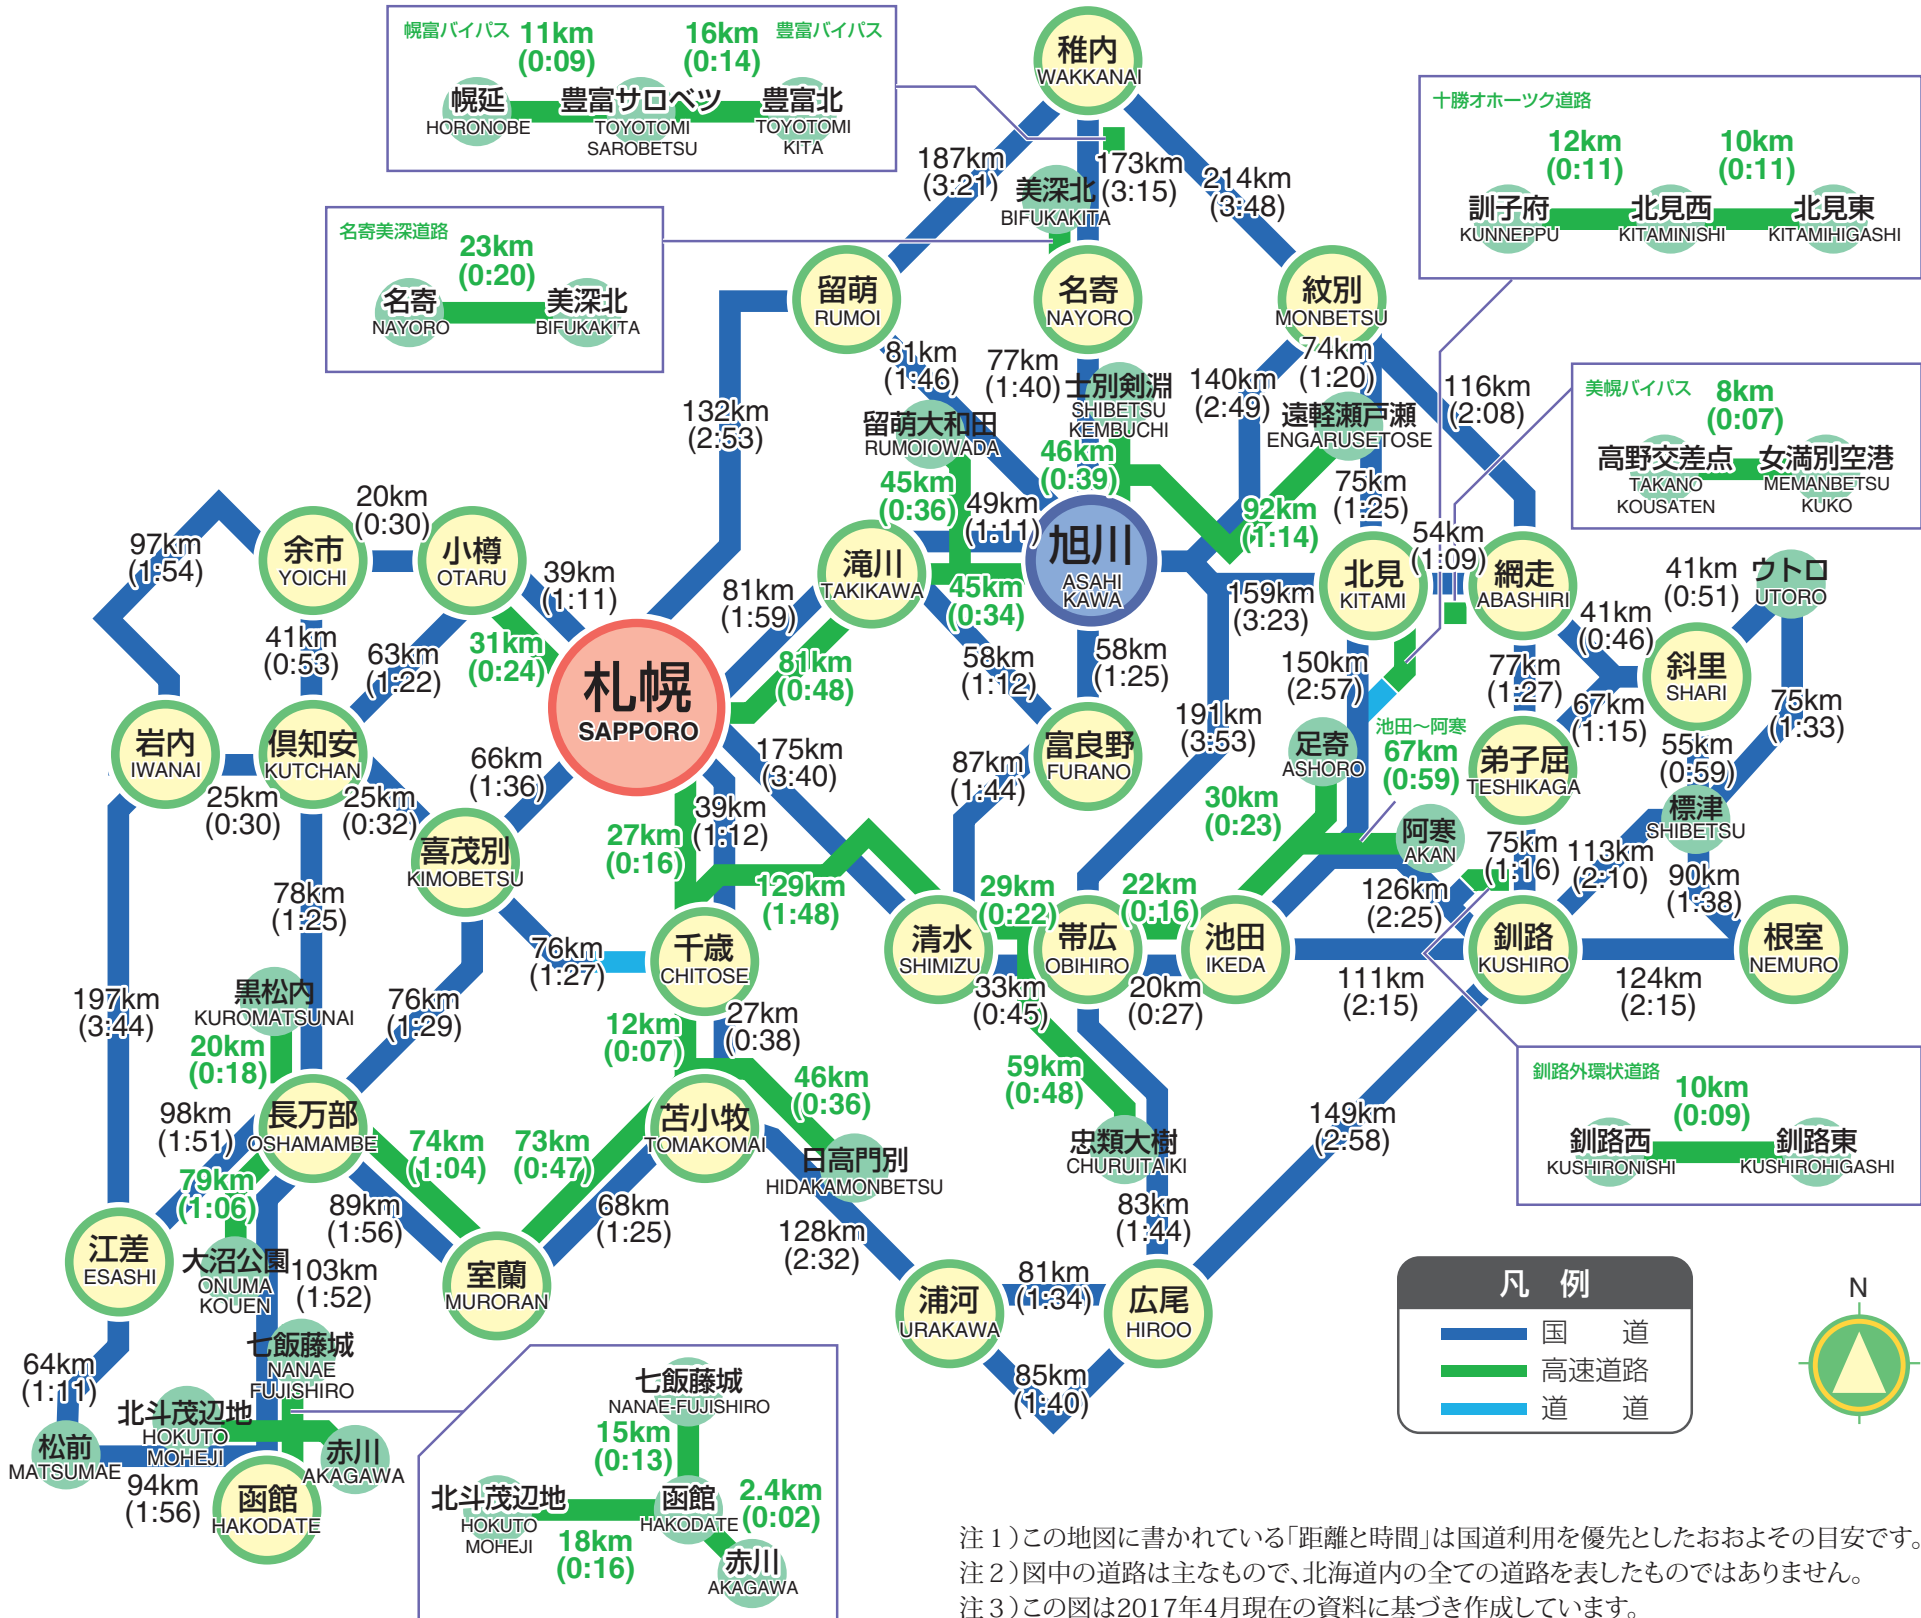 幌富バイパス
11km
(0:09)
16km
(0:14)
豊富バイパス
幌延
HORONOBE
豊富サロベツ
TOYOTOMI
SAROBETSU
豊富北
TOYOTOMI
KITA
稚内
WAKKANAI
十勝オホーツク道路
12km
(0:11)
10km
(0:11)
訓子府
KUNNEPPU
北見西
KITAMINISHI
北見東
KITAMIHIGASHI
187km
(3:21)
173km
(3:15)
214km
(3:48)
美深北
BIFUKAKITA
名寄美深道路
23km
(0:20)
名寄
NAYORO
美深北
BIFUKAKITA
留萌
RUMOI
名寄
NAYORO
紋別
MONBETSU
81km
(1:46)
77km
(1:40)
士別剣淵
SHIBETSU
KEMBUCHI
140km
(2:49)
74km
(1:20)
116km
(2:08)
132km
(2:53)
留萌大和田
RUMOIOWADA
遠軽瀬戸瀬
ENGARUSETOSE
美幌バイパス
8km
(0:07)
高野交差点
TAKANO
KOUSATEN
女満別空港
MEMANBETSU
KUKO
45km
(0:36)
49km
(1:11)
46km
(0:39)
92km
(1:14)
75km
(1:25)
54km
(1:09)
97km
(1:54)
余市
YOICHI
20km
(0:30)
小樽
OTARU
39km
(1:11)
滝川
TAKIKAWA
旭川
ASAHI
KAWA
45km
(0:34)
81km
(1:59)
159km
(3:23)
北見
KITAMI
網走
ABASHIRI
41km
(0:51)
ウトロ
UTORO
41km
(0:46)
41km
(0:53)
63km
(1:22)
31km
(0:24)
札幌
SAPPORO
81km
(0:48)
58km
(1:12)
58km
(1:25)
150km
(2:57)
77km
(1:27)
67km
(1:15)
斜里
SHARI
75km
(1:33)
岩内
IWANAI
倶知安
KUTCHAN
66km
(1:36)
175km
(3:40)
87km
(1:44)
富良野
FURANO
191km
(3:53)
足寄
ASHORO
池田～阿寒
67km
(0:59)
弟子屈
TESHIKAGA
55km
(0:59)
25km
(0:30)
25km
(0:32)
39km
(1:12)
30km
(0:23)
標津
SHIBETSU
喜茂別
KIMOBETSU
27km
(0:16)
129km
(1:48)
阿寒
AKAN
75km
(1:16)
113km
(2:10)
90km
(1:38)
78km
(1:25)
29km
(0:22)
22km
(0:16)
126km
(2:25)
76km
(1:27)
千歳
CHITOSE
清水
SHIMIZU
帯広
OBIHIRO
池田
IKEDA
釧路
KUSHIRO
根室
NEMURO
33km
(0:45)
20km
(0:27)
111km
(2:15)
124km
(2:15)
197km
(3:44)
黒松内
KUROMATSUNAI
20km
(0:18)
76km
(1:29)
12km
(0:07)
27km
(0:38)
46km
(0:36)
59km
(0:48)
釧路外環状道路
10km
(0:09)
釧路西
KUSHIRONISHI
釧路東
KUSHIROHIGASHI
98km
(1:51)
長万部
OSHAMAMBE
74km
(1:04)
73km
(0:47)
苫小牧
TOMAKOMAI
日高門別
HIDAKAMONBETSU
忠類大樹
CHURUITAIKI
149km
(2:58)
79km
(1:06)
89km
(1:56)
68km
(1:25)
128km
(2:32)
83km
(1:44)
江差
ESASHI
大沼公園
ONUMA
KOUEN
103km
(1:52)
室蘭
MURORAN
浦河
URAKAWA
81km
(1:34)
広尾
HIROO
85km
(1:40)
凡 例
国 道
高速道路
道 道
N
64km
(1:11)
七飯藤城
NANAE
FUJISHIRO
北斗茂辺地
HOKUTO
MOHEJI
赤川
AKAGAWA
松前
MATSUMAE
94km
(1:56)
函館
HAKODATE
七飯藤城
NANAE-FUJISHIRO
15km
(0:13)
北斗茂辺地
HOKUTO
MOHEJI
18km
(0:16)
函館
HAKODATE
2.4km
(0:02)
赤川
AKAGAWA
注1)この地図に書かれている「距離と時間」は国道利用を優先としたおおよその目安です。
注2)図中の道路は主なもので、北海道内の全ての道路を表したものではありません。
注3)この図は2017年4月現在の資料に基づき作成しています。